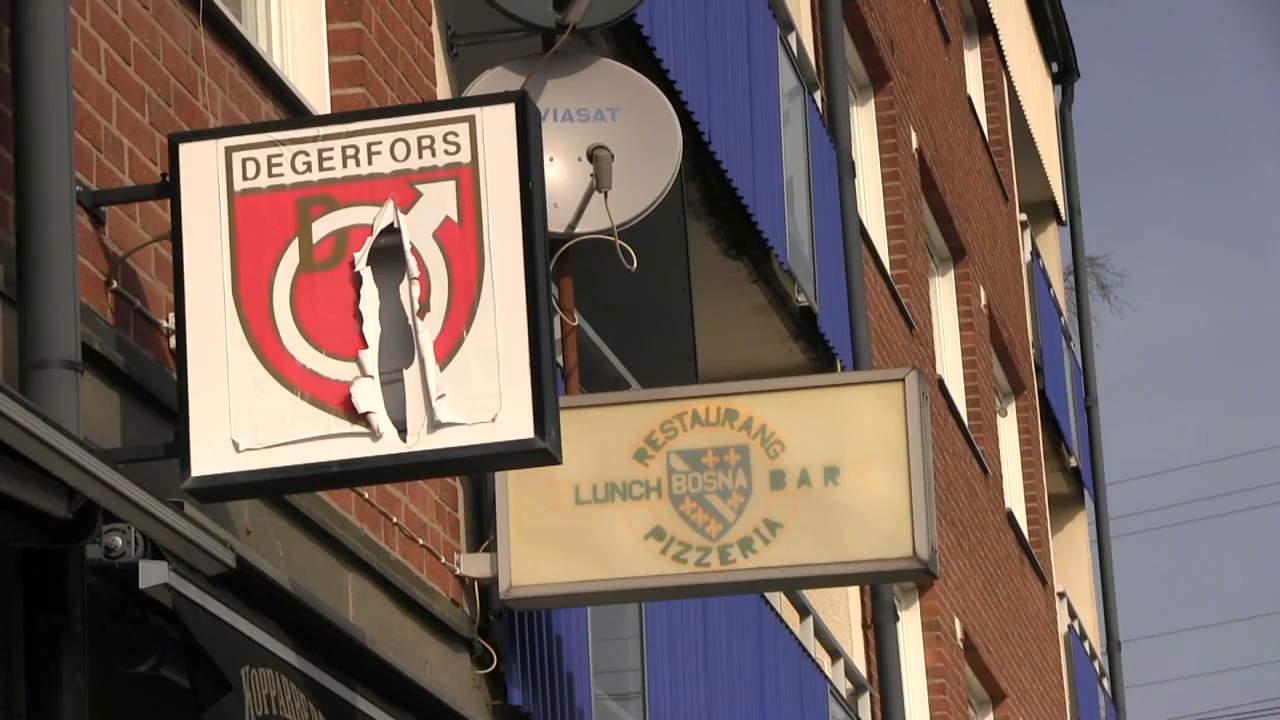 VIASAT
DEGERFORS
D
RESTAURANG
LUNCH BOSNA BAR
PIZZERIA